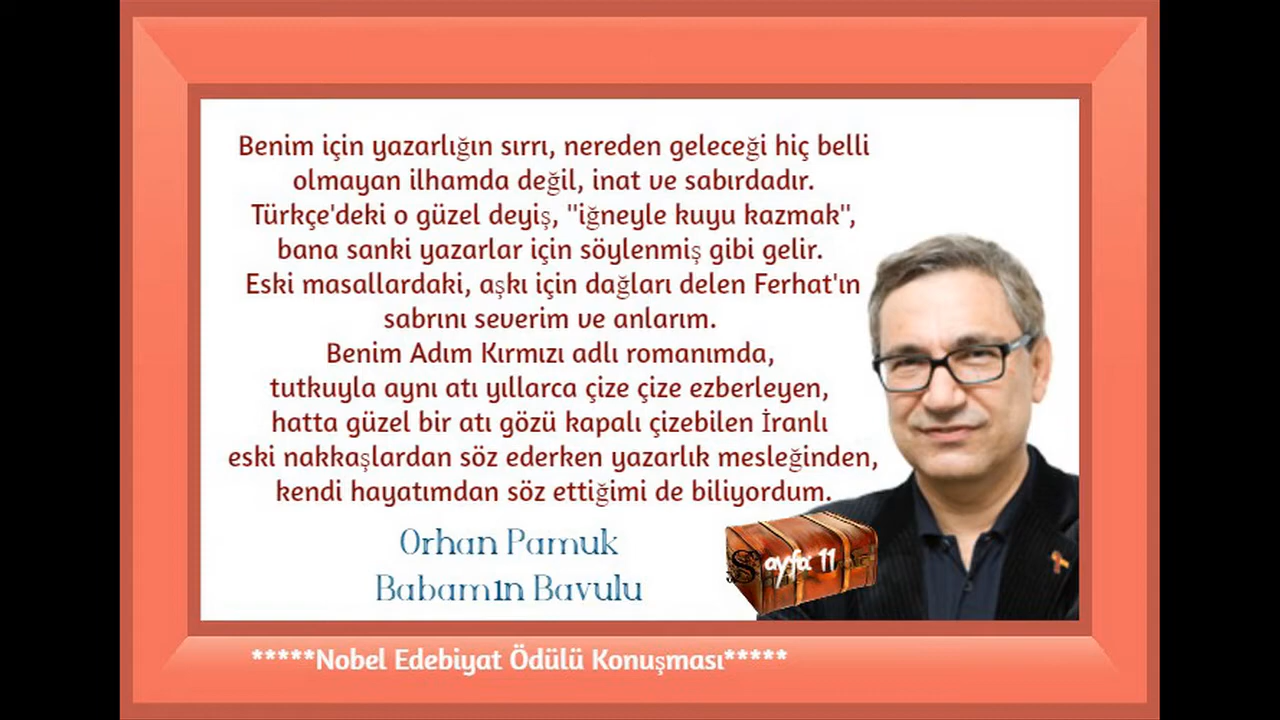 Benim için yazarlığın sırrı, nereden geleceği hiç belli
olmayan ilhamda değil, inat ve sabırdadır.
Türkçe'deki o güzel deyiş, "iğneyle kuyu kazmak",
bana sanki yazarlar için söylenmiş gibi gelir.
Eski masallardaki, aşkı için dağları delen Ferhat'ın
sabrını severim ve anlarım.
Benim Adım Kırmızı adlı romanımda,
tutkuyla aynı atı yıllarca çize çize ezberleyen,
hatta güzel bir atı gözü kapalı çizebilen İranlı
eski nakkaşlardan söz ederken yazarlık mesleğinden,
kendi hayatımdan söz ettiğimi de biliyordum.
Orhan Pamuk
Babamın Bavulu
Sayfa 11
*****Nobel Edebiyat Ödülü Konuşması*****